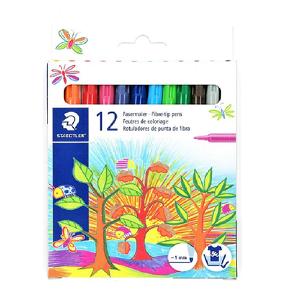 STAEDTLER
12
Fasermaler · Fibre-tip pens
Feutres de coloriage
Rotuladores de punta de fibra
~1 mm